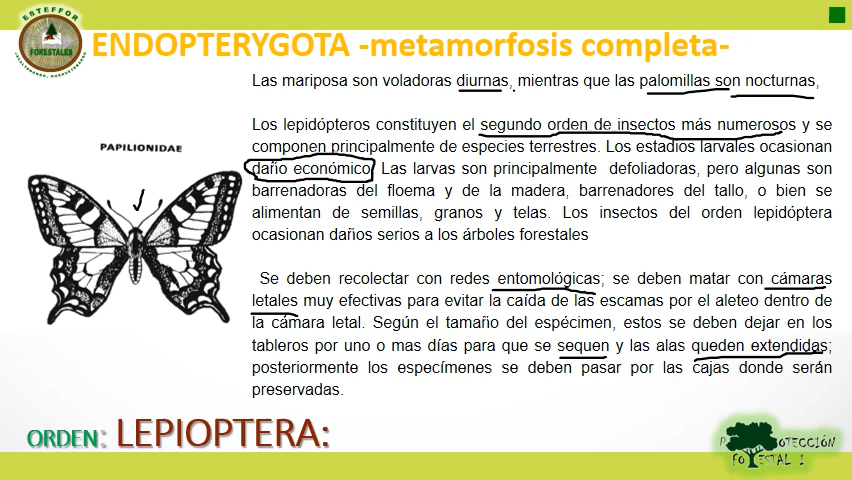 ESTEFFOR
FORESTALES
ENDOPTERYGOTA -metamorfosis completa-
Las mariposa son voladoras diurnas, mientras que las palomillas son nocturnas,
Los lepidópteros constituyen el segundo orden de insectos más numerosos y se
componen principalmente de especies terrestres. Los estadios larvales ocasionan
daño económico. Las larvas son principalmente defoliadoras, pero algunas son
barrenadoras del floema y de la madera, barrenadores del tallo, o bien se
alimentan de semillas, granos y telas. Los insectos del orden lepidóptera
ocasionan daños serios a los árboles forestales
PAPILIONIDAE
Se deben recolectar con redes entomológicas; se deben matar con cámaras
letales muy efectivas para evitar la caída de las escamas por el aleteo dentro de
la cámara letal. Según el tamaño del espécimen, estos se deben dejar en los
tableros por uno o mas días para que se sequen y las alas queden extendidas;
posteriormente los especímenes se deben pasar por las cajas donde serán
preservadas.
ORDEN: LEPIOPTERA:
PROTECCIÓN
FORESTAL 1